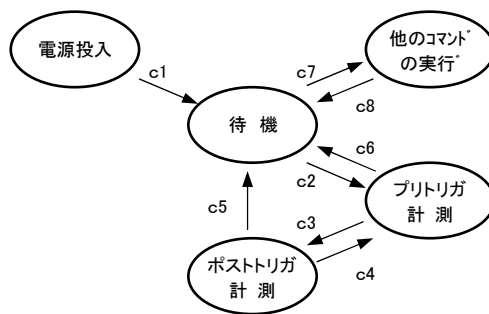 電源投入
他のコマンド
の実行゛
c1
c7
c8
待 機
c6
c2
プリトリガ
計 測
c5
c3
ポストトリガ
計 測
c4